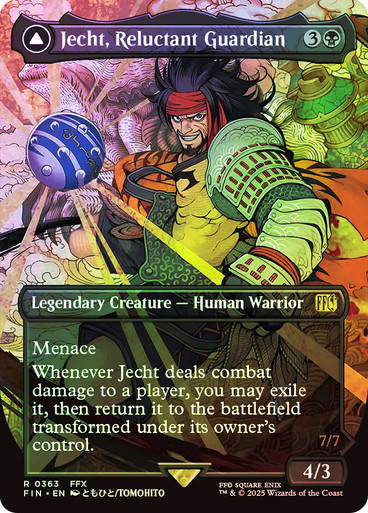 Jecht, Reluctant Guardian 3
Legendary Creature — Human Warrior FFX
Menace
Whenever Jecht deals combat
damage to a player, you may exile
it, then return it to the battlefield
transformed under its owner's
control.
7/7
4/3
R 0363 FFX
FIN • EN ともひと/TOMOHITO
FF© SQUARE ENIX
™ & © 2025 Wizards of the Coast